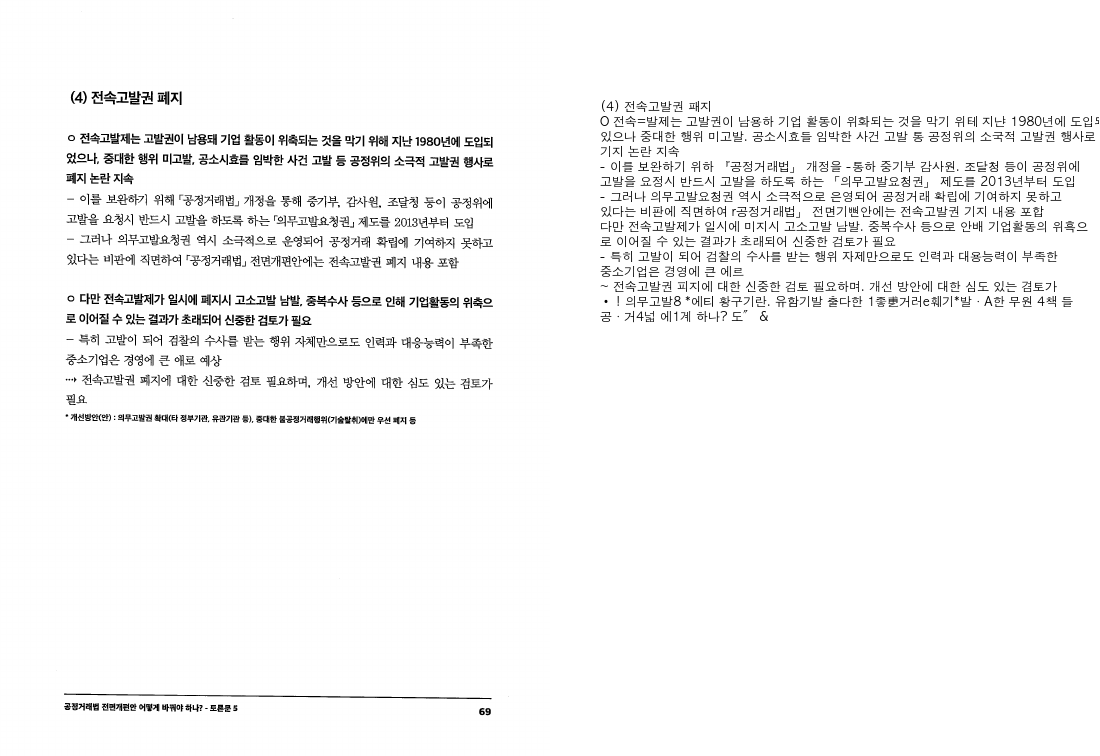 (4) 전속고발권 폐지
ㅇ 전속고발제는 고발권이 남용돼 기업 활동이 위축되는 것을 막기 위해 지난 1980년에 도입되
었으나, 중대한 행위 미고발, 공소시효를 임박한 사건 고발 등 공정위의 소극적 고발권 행사로
폐지 논란 지속
- 이를 보완하기 위해 「공정거래법」 개정을 통해 중기부, 감사원, 조달청 등이 공정위에
고발을 요청시 반드시 고발을 하도록 하는 「의무고발요청권」 제도를 2013년부터 도입
- 그러나 의무고발요청권 역시 소극적으로 운영되어 공정거래 확립에 기여하지 못하고
있다는 비판에 직면하여 「공정거래법」 전면개편안에는 전속고발권 폐지 내용 포함
ㅇ 다만 전속고발제가 일시에 폐지시 고소고발 남발, 중복수사 등으로 인해 기업활동의 위축으
로 이어질 수 있는 결과가 초래되어 신중한 검토가 필요
- 특히 고발이 되어 검찰의 수사를 받는 행위 자체만으로도 인력과 대응능력이 부족한
중소기업은 경영에 큰 애로 예상
⇢ 전속고발권 폐지에 대한 신중한 검토 필요하며, 개선 방안에 대한 심도 있는 검토가
필요
* 개선방안(안) : 의무고발권 확대(타 정부기관, 유관기관 등), 중대한 불공정거래행위(기술탈취)에만 우선 폐지 등
공정거래법 전면개편안 어떻게 바꿔야 하나? - 토론문 5
69
(4) 전속고발권 패지
O 전속=발제는 고발권이 남용하 기업 활동이 위화되는 것은 막기 위테 지난 1980년에 도입5
있으나 중대한 행위 미고발. 공소시효들 임박한 사건 고발 통 공정위의 소국적 고발권 행사로
기지 논란 지속
- 이를 보완하기 위하 『공정거래법」 개정을 -통하 중기부 감사원. 조달청 등이 공정위에
고발을 요정시 반드시 고발을 하도록 하는 「의무고발요청권」 제도를 2013년부터 도입
- 그러나 의무고발요청권 역시 소극적으로 은영되어 공정거래 확립에 기여하지 못하고
있다는 비판에 직면하여 r공정거래법」 전면기삔안에는 전속고발권 기지 내용 포함
다만 전속고발제가 일시에 미지시 고소고발 남발. 중복수사 등으로 안배 기업활동의 위혹으
로 이어질 수 있는 결과가 초래되어 신중한 검토가 필요
- 특히 고발이 되어 검찰의 수사를 받는 행위 자제만으로도 인력과 대용능력이 부족한
중소기업은 경영에 큰 에르
~ 전속고발권 피지에 대한 신중한 검토 필요하며. 개선 방안에 대한 심도 있는 겸토가
• ! 의무고발8 *에티 황구기란. 유함기발 출다한 1좋뽙거러e훼기*발ㆍA한 무원 4책 들
공ㆍ거4넓 에1계 하나? 도˝ &